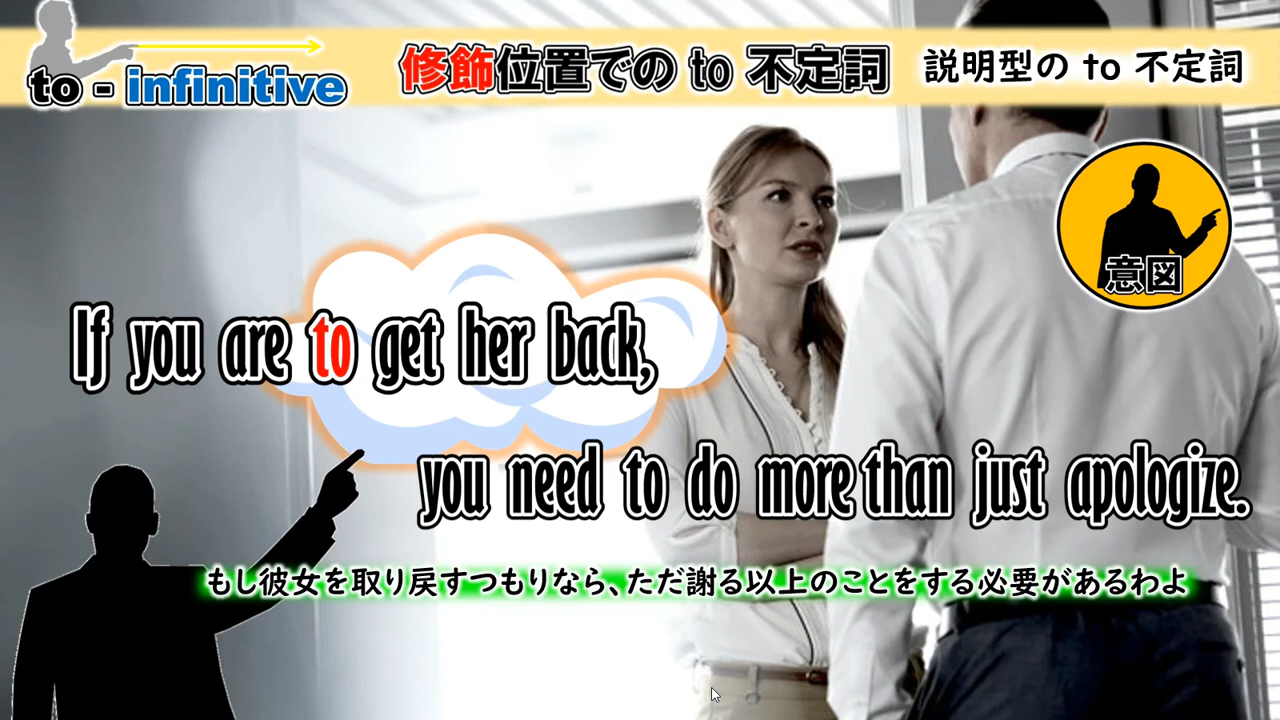 to - infinitive
修飾位置での to 不定詞
説明型の to 不定詞
意図
If you are to get her back,
you need to do more than just apologize.
もし彼女を取り戻すつもりなら、ただ謝る以上のことをする必要があるわよ